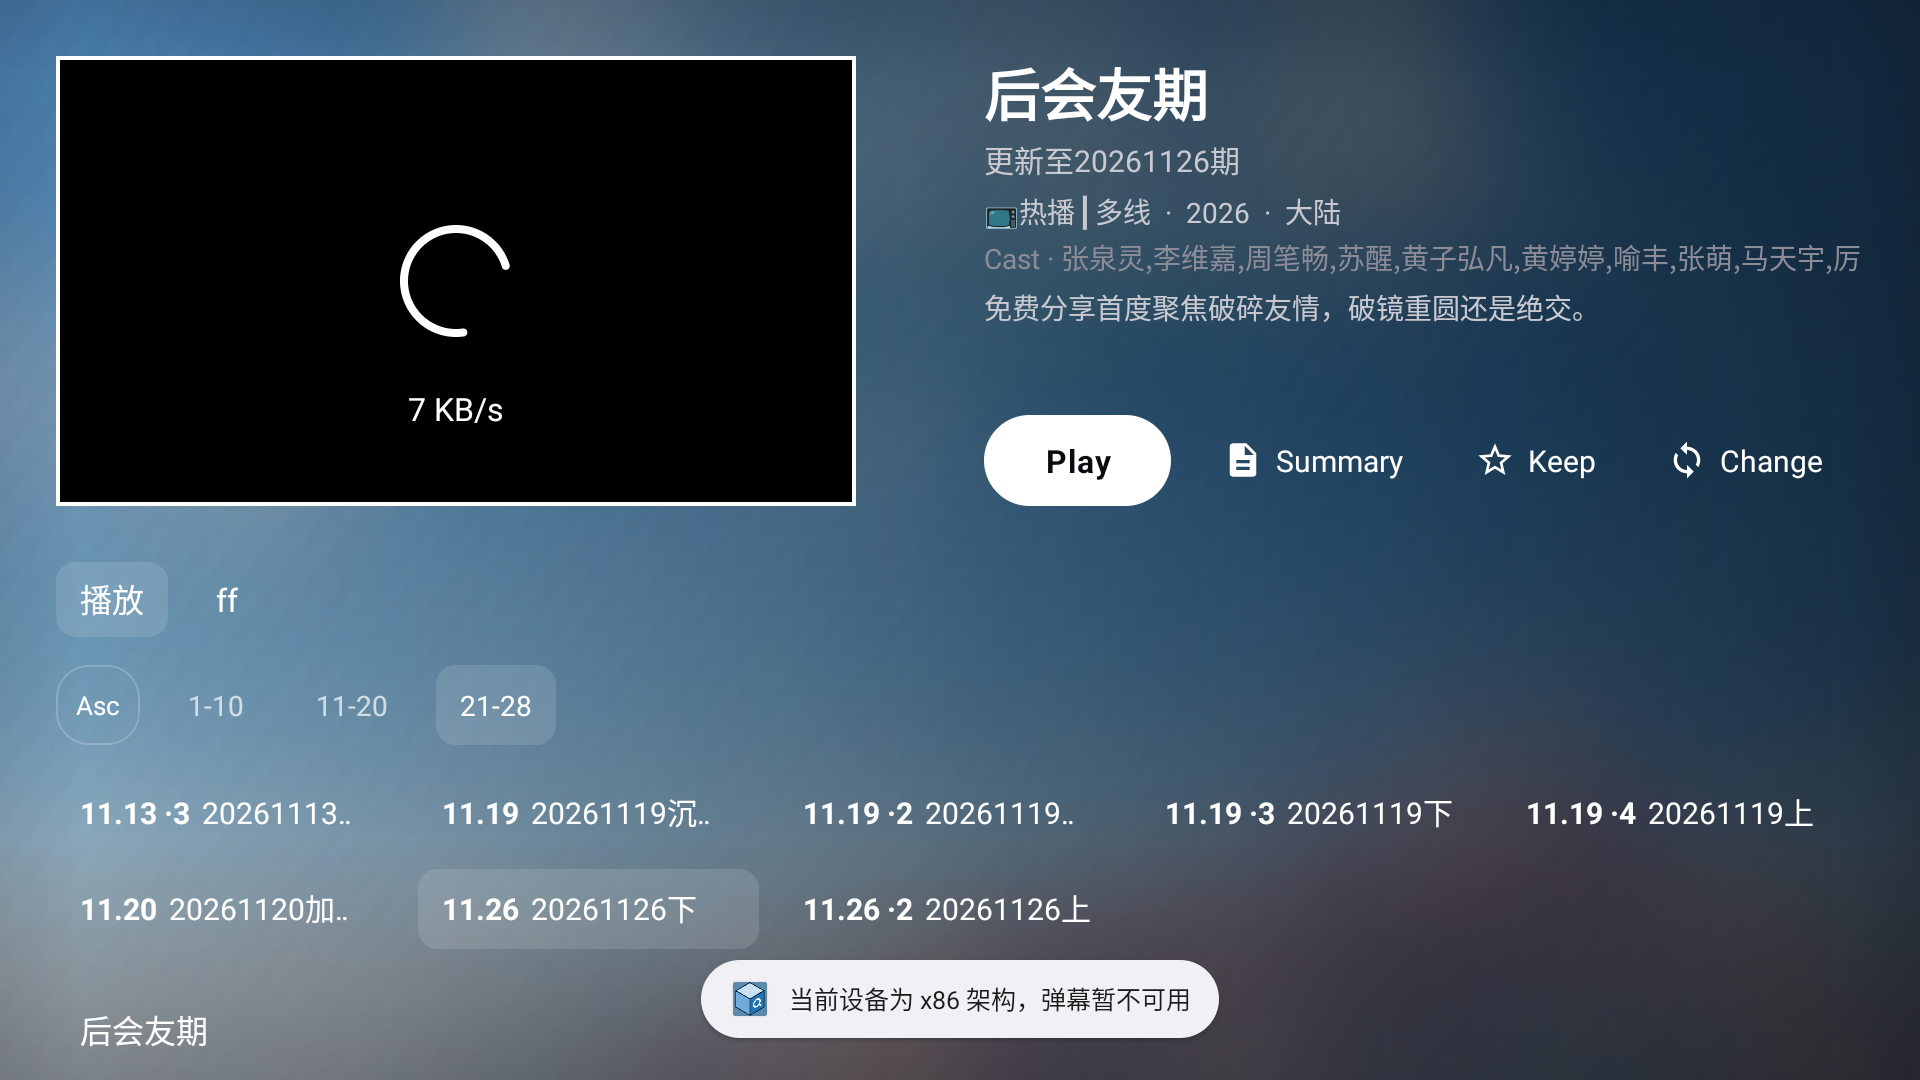 后会友期
更新至20261126期
📺热播┃多线 · 2026 · 大陆
Cast · 张泉灵,李维嘉,周笔畅,苏醒,黄子弘凡,黄婷婷,喻丰,张萌,马天宇,厉
免费分享首度聚焦破碎友情，破镜重圆还是绝交。
7 KB/s
Play
Summary
Keep
Change
播放
ff
Asc
1-10
11-20
21-28
11.13 ·3 20261113..
11.19 20261119沉..
11.19 ·2 20261119..
11.19 ·3 20261119下
11.19 ·4 20261119上
11.20 20261120加..
11.26 20261126下
11.26 ·2 20261126上
当前设备为 x86 架构，弹幕暂不可用
后会友期